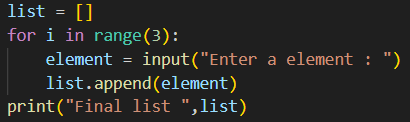 list = []
for i in range(3):
    element = input("Enter a element : ")
    list.append(element)
print("Final list ",list)